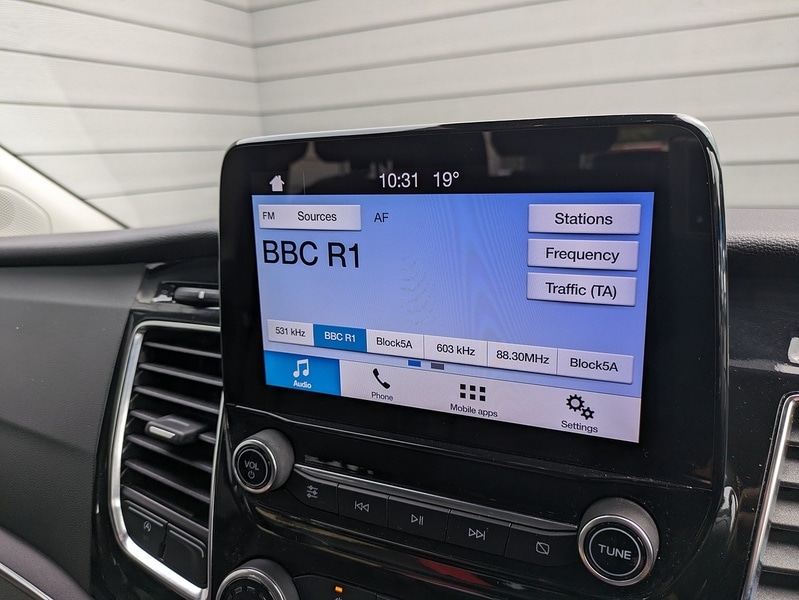 10:31 19°
FM Sources AF
Stations
BBC R1
Frequency
Traffic (TA)
531 kHz BBC R1 Block5A 603 kHz 88.30MHz Block5A
Audio Phone Mobile apps Settings
VOL
TUNE